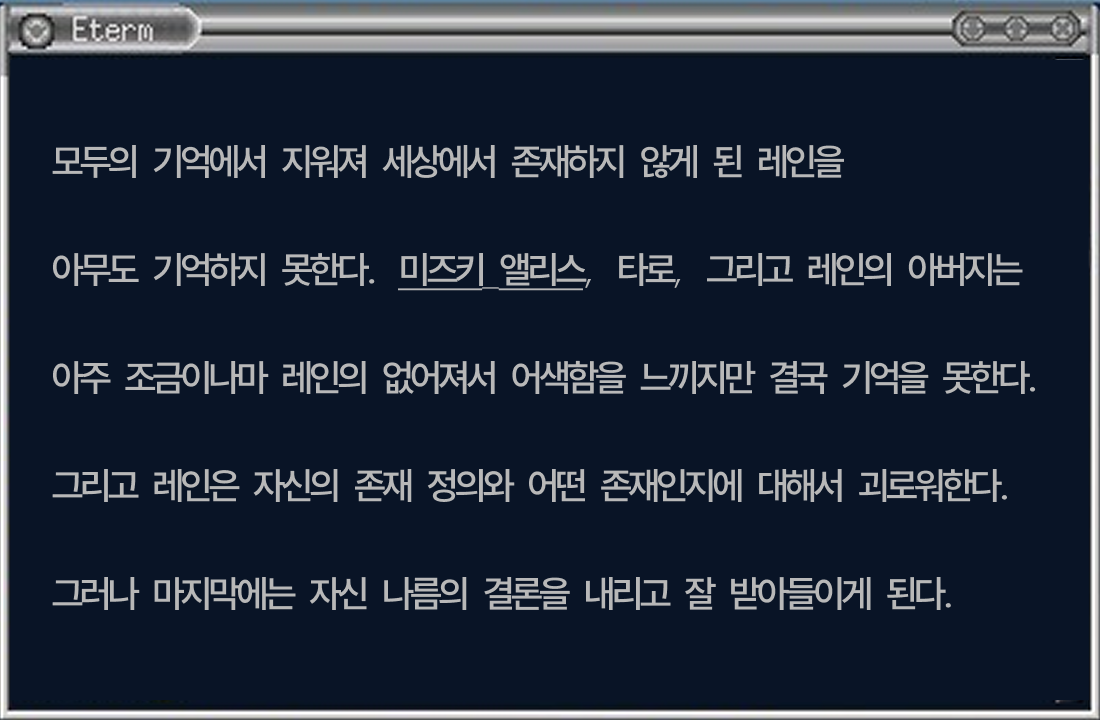 Eterm
모두의 기억에서 지워져 세상에서 존재하지 않게 된 레인을
아무도 기억하지 못한다. 미즈키 앨리스, 타로, 그리고 레인의 아버지는
아주 조금이나마 레인의 없어져서 어색함을 느끼지만 결국 기억을 못한다.
그리고 레인은 자신의 존재 정의와 어떤 존재인지에 대해서 괴로워한다.
그러나 마지막에는 자신 나름의 결론을 내리고 잘 받아들이게 된다.